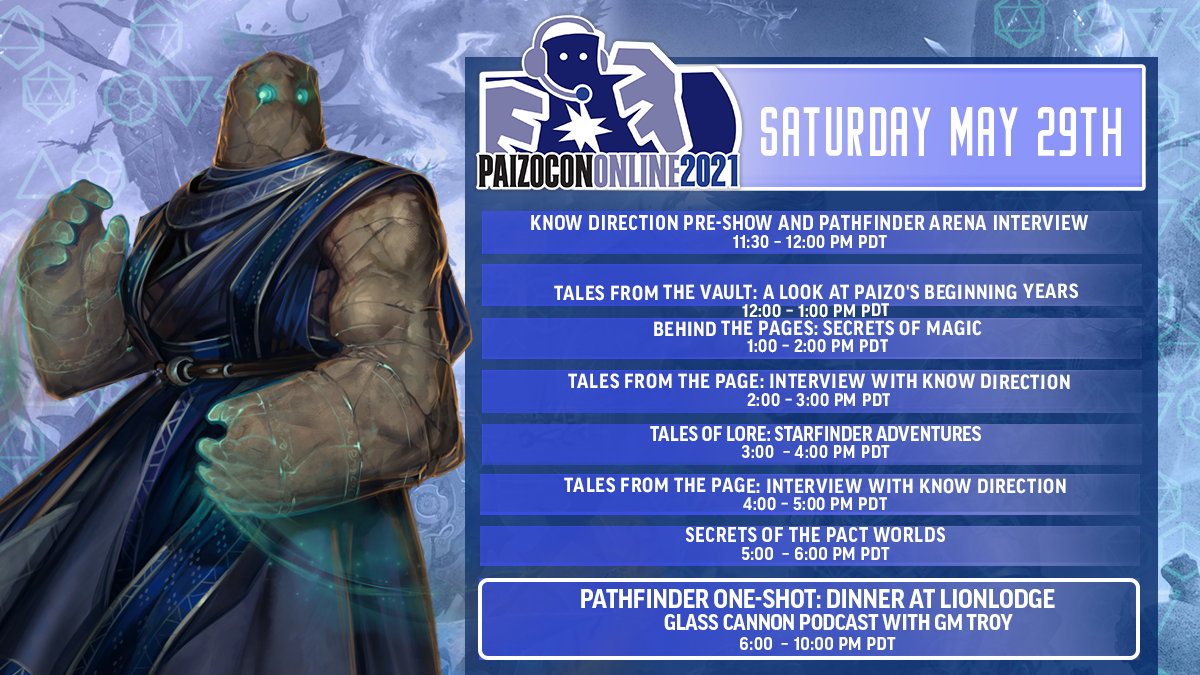 PAIZOCONONLINE2021
SATURDAY MAY 29TH
KNOW DIRECTION PRE-SHOW AND PATHFINDER ARENA INTERVIEW
11:30 – 12:00 PM PDT
TALES FROM THE VAULT: A LOOK AT PAIZO'S BEGINNING YEARS
12:00 – 1:00 PM PDT
BEHIND THE PAGES: SECRETS OF MAGIC
1:00 – 2:00 PM PDT
TALES FROM THE PAGE: INTERVIEW WITH KNOW DIRECTION
2:00 – 3:00 PM PDT
TALES OF LORE: STARFINDER ADVENTURES
3:00 – 4:00 PM PDT
TALES FROM THE PAGE: INTERVIEW WITH KNOW DIRECTION
4:00 – 5:00 PM PDT
SECRETS OF THE PACT WORLDS
5:00 – 6:00 PM PDT
PATHFINDER ONE-SHOT: DINNER AT LIONLODGE
GLASS CANNON PODCAST WITH GM TROY
6:00 – 10:00 PM PDT